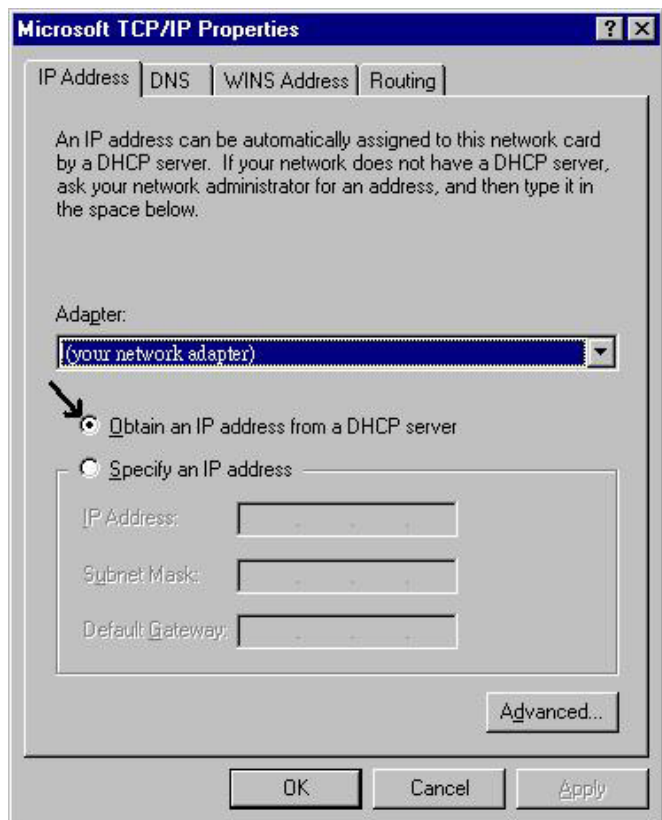 Microsoft TCP/IP Properties
IP Address DNS WINS Address Routing
An IP address can be automatically assigned to this network card
by a DHCP server. If your network does not have a DHCP server,
ask your network administrator for an address, and then type it in
the space below.
Adapter:
(your network adapter)
Obtain an IP address from a DHCP server
Specify an IP address
IP Address:
Subnet Mask:
Default Gateway:
Advanced...
OK Cancel Apply